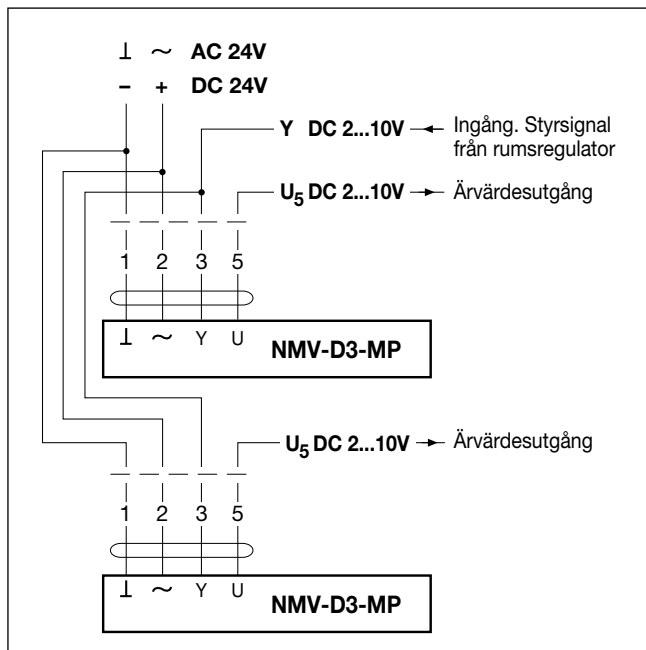 ⊥ ~ AC 24V
– + DC 24V
Y DC 2...10V
Ingång. Styrsignal
från rumsregulator
U5 DC 2...10V
Ärvärdesutgång
1 2 3 5
⊥ ~ Y U
NMV-D3-MP
U5 DC 2...10V
Ärvärdesutgång
1 2 3 5
⊥ ~ Y U
NMV-D3-MP